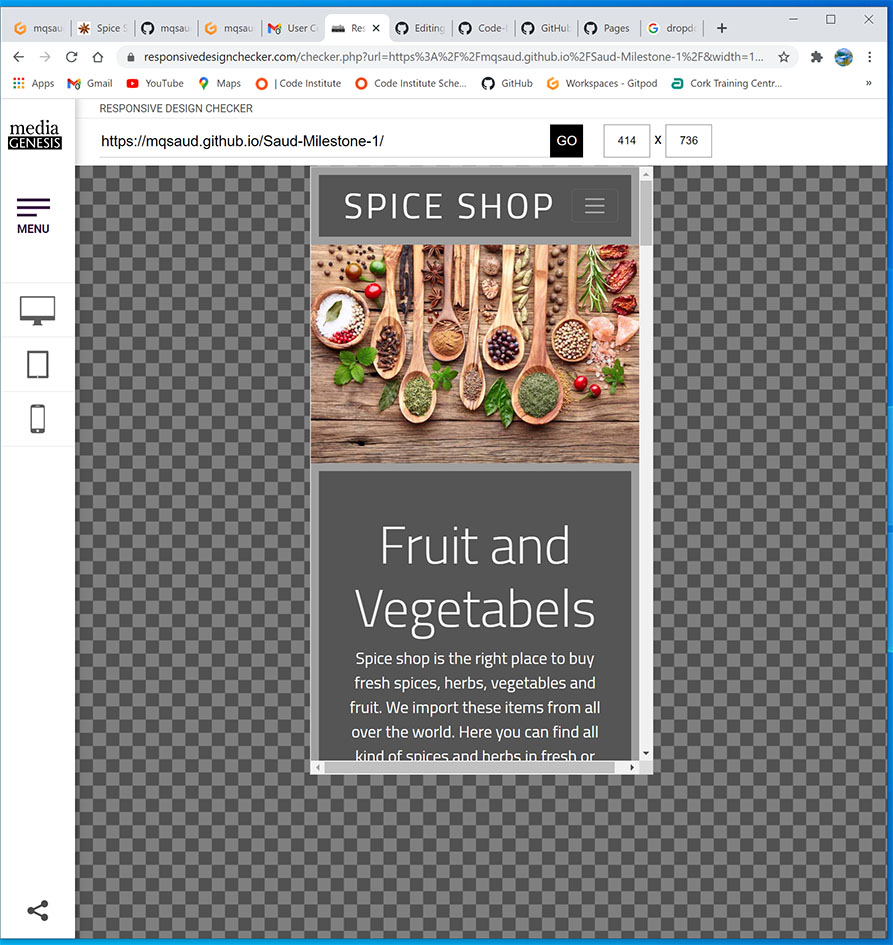 mqsau
Spice S
mqsau
mqsau
User C
Res
Editing
Code-I
GitHub
Pages
dropdo
responsivedesignchecker.com/checker.php?url=https%3A%2F%2Fmqsaud.github.io%2FSaud-Milestone-1%2F&width=1...
Apps
Gmail
YouTube
Maps
| Code Institute
Code Institute Sche...
GitHub
Workspaces - Gitpod
Cork Training Centr...
»
RESPONSIVE DESIGN CHECKER
media
GENESIS
https://mqsaud.github.io/Saud-Milestone-1/
GO
414 X 736
MENU
SPICE SHOP
Fruit and
Vegetabels
Spice shop is the right place to buy
fresh spices, herbs, vegetables and
fruit. We import these items from all
over the world. Here you can find all
kind of spices and herbs in fresh or